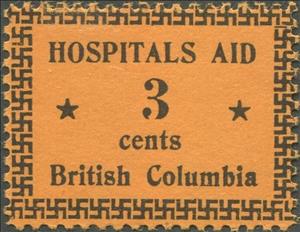 HOSPITALS AID
3
cents
British Columbia